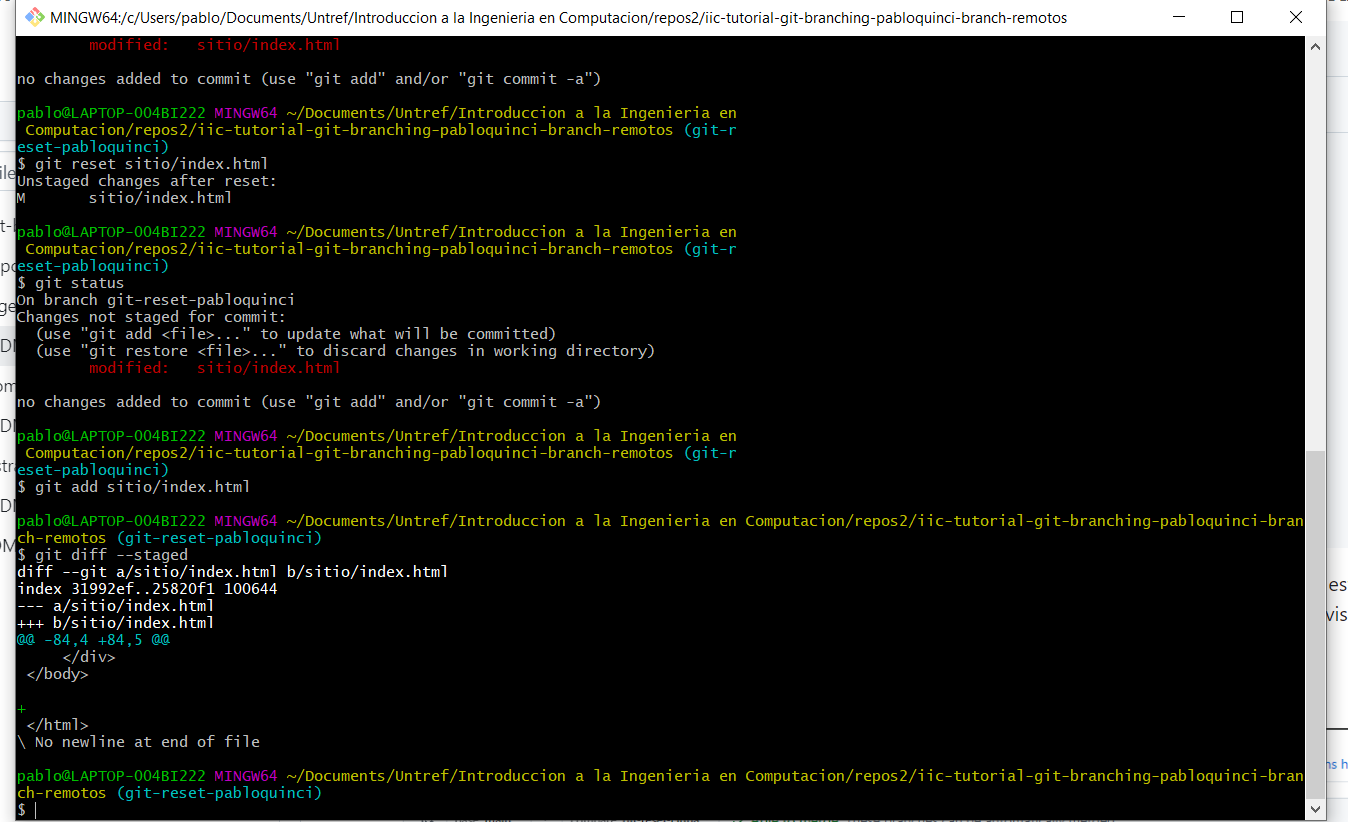 MINGW64:/c/Users/pablo/Documents/Untref/Introduccion a la Ingenieria en Computacion/repos2/iic-tutorial-git-branching-pabloquinci-branch-remotos
        modified:   sitio/index.html
no changes added to commit (use "git add" and/or "git commit -a")
pablo@LAPTOP-OO4BI222 MINGW64 ~/Documents/Untref/Introduccion a la Ingenieria en
 Computacion/repos2/iic-tutorial-git-branching-pabloquinci-branch-remotos (git-r
eset-pabloquinci)
$ git reset sitio/index.html
Unstaged changes after reset:
M       sitio/index.html
pablo@LAPTOP-OO4BI222 MINGW64 ~/Documents/Untref/Introduccion a la Ingenieria en
 Computacion/repos2/iic-tutorial-git-branching-pabloquinci-branch-remotos (git-r
eset-pabloquinci)
$ git status
On branch git-reset-pabloquinci
Changes not staged for commit:
  (use "git add <file>..." to update what will be committed)
  (use "git restore <file>..." to discard changes in working directory)
        modified:   sitio/index.html
no changes added to commit (use "git add" and/or "git commit -a")
pablo@LAPTOP-OO4BI222 MINGW64 ~/Documents/Untref/Introduccion a la Ingenieria en
 Computacion/repos2/iic-tutorial-git-branching-pabloquinci-branch-remotos (git-r
eset-pabloquinci)
$ git add sitio/index.html
pablo@LAPTOP-OO4BI222 MINGW64 ~/Documents/Untref/Introduccion a la Ingenieria en Computacion/repos2/iic-tutorial-git-branching-pabloquinci-bran
ch-remotos (git-reset-pabloquinci)
$ git diff --staged
diff --git a/sitio/index.html b/sitio/index.html
index 31992ef..25820f1 100644
--- a/sitio/index.html
+++ b/sitio/index.html
@@ -84,4 +84,5 @@
     </div>
 </body>
+
 </html>
\ No newline at end of file
pablo@LAPTOP-OO4BI222 MINGW64 ~/Documents/Untref/Introduccion a la Ingenieria en Computacion/repos2/iic-tutorial-git-branching-pabloquinci-bran
ch-remotos (git-reset-pabloquinci)
$